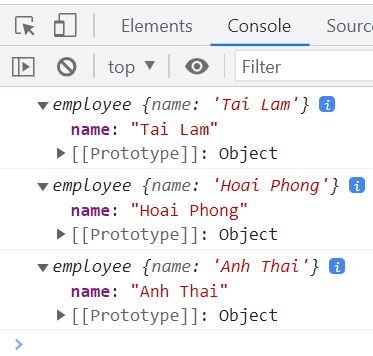 Elements Console Sourc
top Filter
employee {name: 'Tai Lam'} i
name: "Tai Lam"
[[Prototype]]: Object
employee {name: 'Hoai Phong'} i
name: "Hoai Phong"
[[Prototype]]: Object
employee {name: 'Anh Thai'} i
name: "Anh Thai"
[[Prototype]]: Object